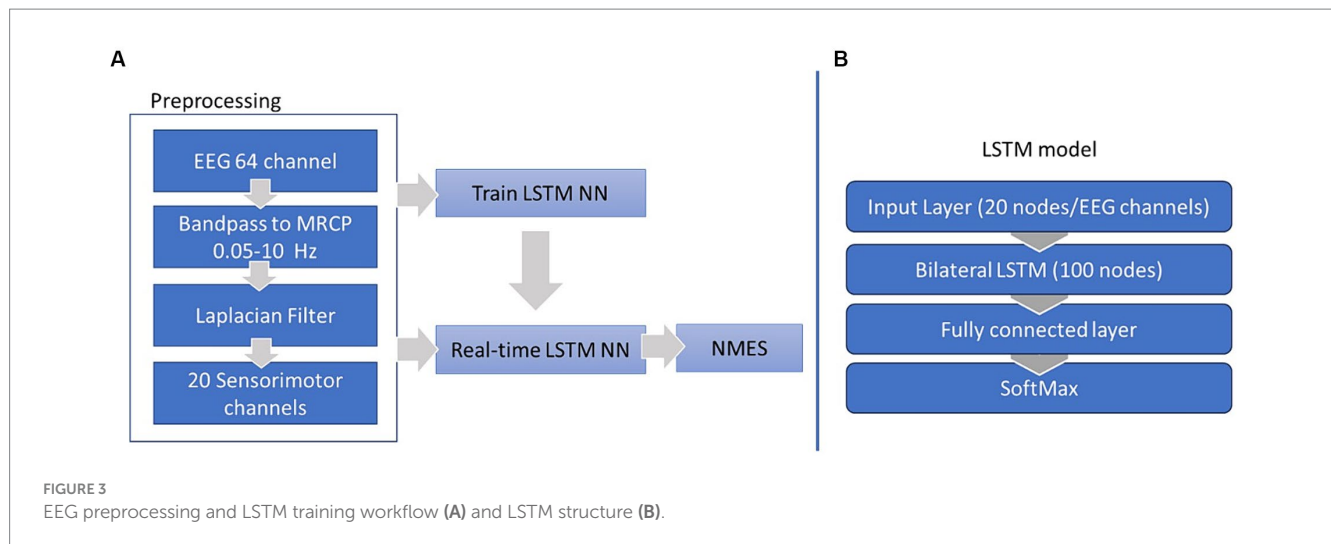 A
Preprocessing
EEG 64 channel
Bandpass to MRCP
0.05-10 Hz
Laplacian Filter
20 Sensorimotor
channels
Train LSTM NN
Real-time LSTM NN
NMES
B
LSTM model
Input Layer (20 nodes/EEG channels)
Bilateral LSTM (100 nodes)
Fully connected layer
SoftMax
FIGURE 3
EEG preprocessing and LSTM training workflow (A) and LSTM structure (B).